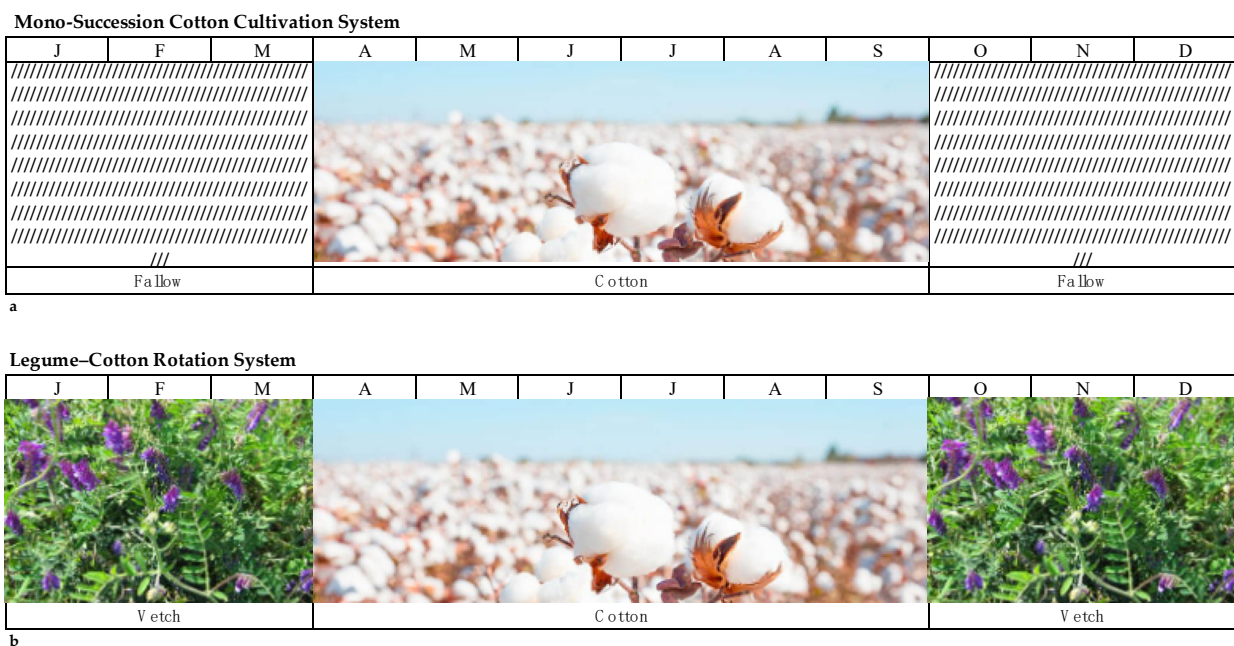 Mono-Succession Cotton Cultivation System
J F M A M J J A S O N D
//////////////////////////////////////////////// ////////////////////////////////////////////////
//////////////////////////////////////////////// ////////////////////////////////////////////////
//////////////////////////////////////////////// ////////////////////////////////////////////////
//////////////////////////////////////////////// ////////////////////////////////////////////////
//////////////////////////////////////////////// ////////////////////////////////////////////////
//////////////////////////////////////////////// ////////////////////////////////////////////////
//////////////////////////////////////////////// ////////////////////////////////////////////////
//////////////////////////////////////////////// ////////////////////////////////////////////////
/// ///
Fallow Cotton Fallow
a
Legume–Cotton Rotation System
J F M A M J J A S O N D
Vetch Cotton Vetch
b